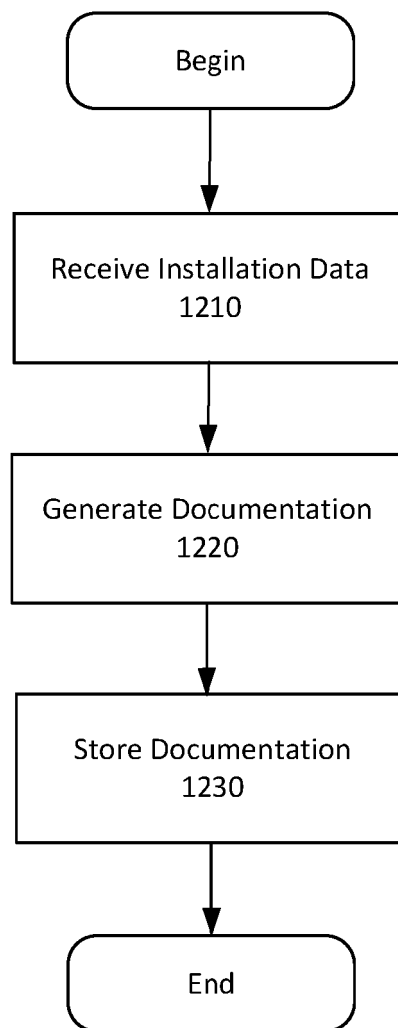 Begin
Receive Installation Data
1210
Generate Documentation
1220
Store Documentation
1230
End